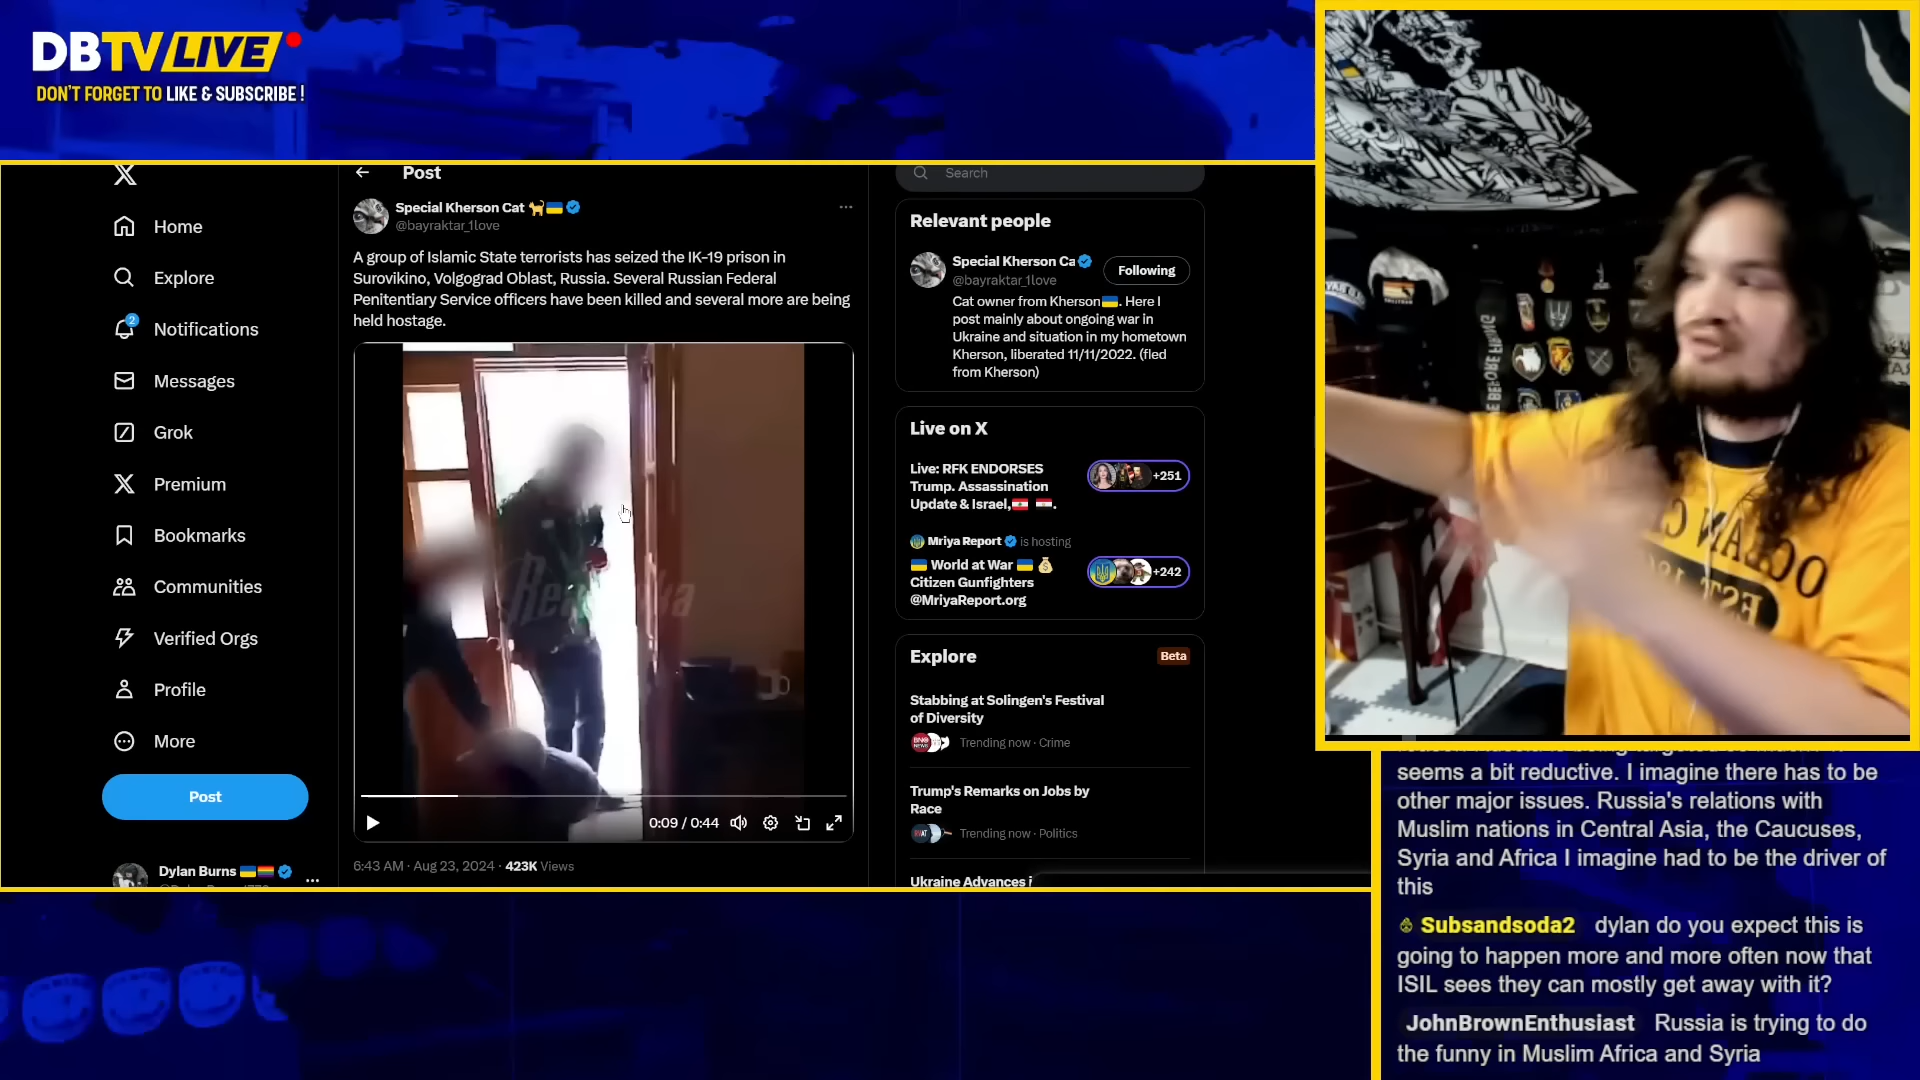 DBTV LIVE
DON'T FORGET TO LIKE & SUBSCRIBE !
Home
Explore
Notifications
2
Messages
Grok
Premium
Bookmarks
Communities
Verified Orgs
Profile
More
Post
Dylan Burns
Post
Special Kherson Cat
@bayraktar_1love
A group of Islamic State terrorists has seized the IK-19 prison in
Surovikino, Volgograd Oblast, Russia. Several Russian Federal
Penitentiary Service officers have been killed and several more are being
held hostage.
0:09 / 0:44
6:43 AM · Aug 23, 2024 · 423K Views
Search
Relevant people
Special Kherson Ca
@bayraktar_1love
Following
Cat owner from Kherson. Here I
post mainly about ongoing war in
Ukraine and situation in my hometown
Kherson, liberated 11/11/2022. (fled
from Kherson)
Live on X
Live: RFK ENDORSES
Trump. Assassination
Update & Israel,
+251
Mriya Report is hosting
World at War
Citizen Gunfighters
@MriyaReport.org
+242
Explore
Beta
Stabbing at Solingen's Festival
of Diversity
Trending now · Crime
Trump's Remarks on Jobs by
Race
Trending now · Politics
Ukraine Advances i
OCEAN C
EST.
seems a bit reductive. I imagine there has to be
other major issues. Russia's relations with
Muslim nations in Central Asia, the Caucuses,
Syria and Africa I imagine had to be the driver of
this
Subsandsoda2 dylan do you expect this is
going to happen more and more often now that
ISIL sees they can mostly get away with it?
JohnBrownEnthusiast Russia is trying to do
the funny in Muslim Africa and Syria